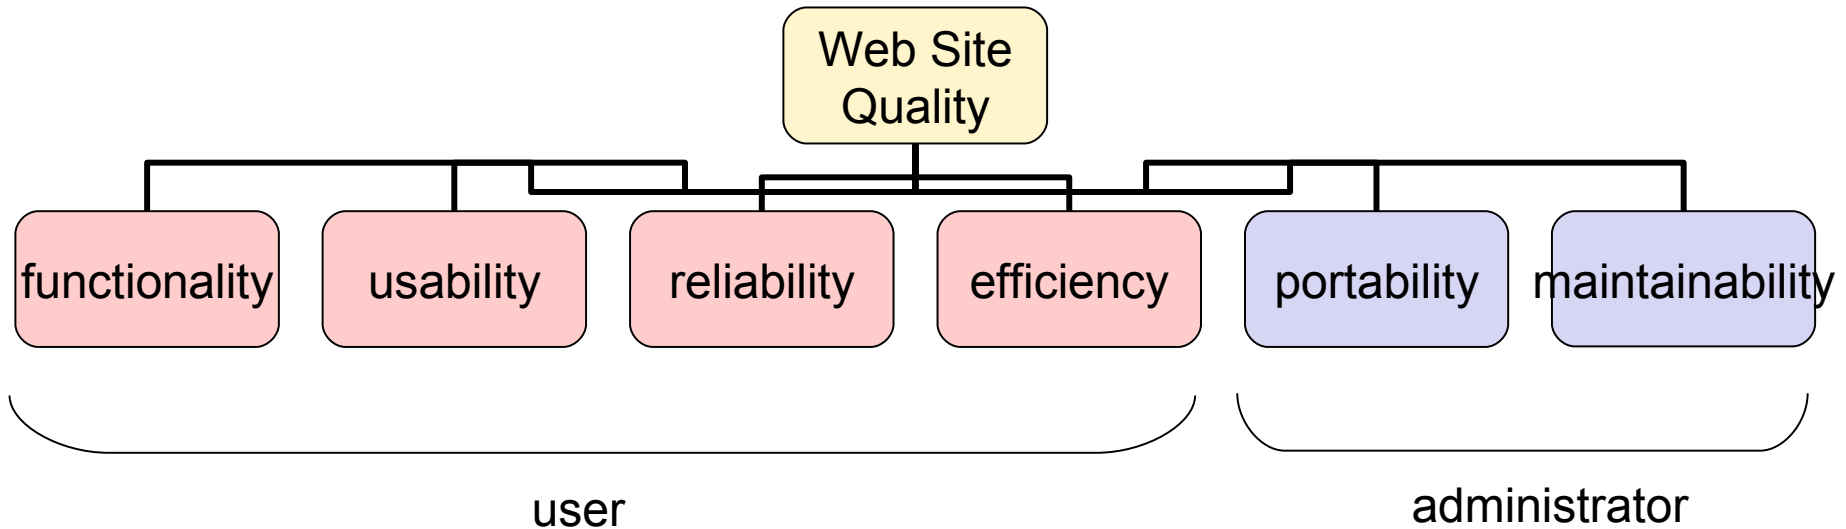 Web Site
Quality
functionality
usability
reliability
efficiency
portability
maintainability
user
administrator